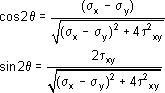 cos2θ = (σx − σy) / √((σx − σy)² + 4τ²xy)
sin2θ = 2τxy / √((σx − σy)² + 4τ²xy)